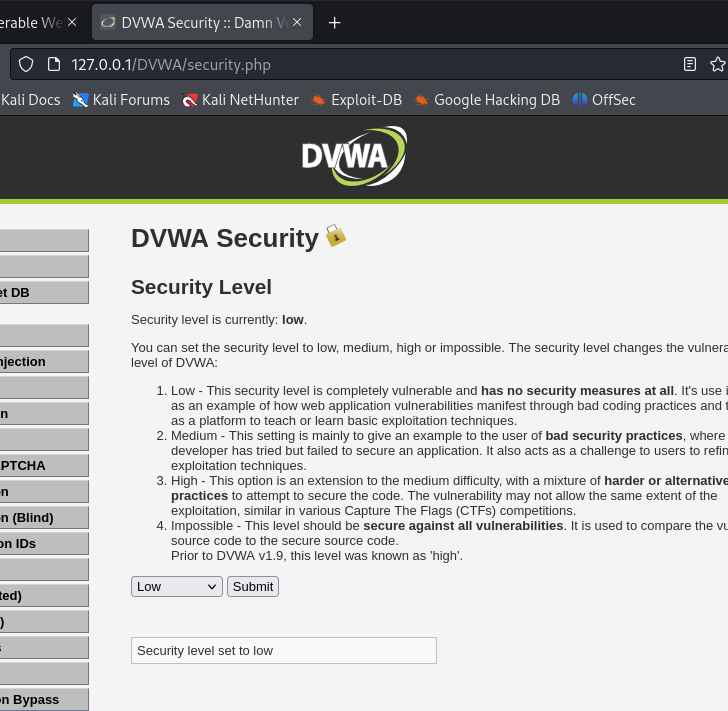 erable We
DVWA Security :: Damn Vu
127.0.0.1/DVWA/security.php
Kali Docs Kali Forums Kali NetHunter Exploit-DB Google Hacking DB OffSec
DVWA
DVWA Security
Security Level
Security level is currently: low.
You can set the security level to low, medium, high or impossible. The security level changes the vulnera
level of DVWA:
1. Low - This security level is completely vulnerable and has no security measures at all. It's use i
as an example of how web application vulnerabilities manifest through bad coding practices and t
as a platform to teach or learn basic exploitation techniques.
2. Medium - This setting is mainly to give an example to the user of bad security practices, where
developer has tried but failed to secure an application. It also acts as a challenge to users to refin
exploitation techniques.
3. High - This option is an extension to the medium difficulty, with a mixture of harder or alternative
practices to attempt to secure the code. The vulnerability may not allow the same extent of the
exploitation, similar in various Capture The Flags (CTFs) competitions.
4. Impossible - This level should be secure against all vulnerabilities. It is used to compare the vu
source code to the secure source code.
Prior to DVWA v1.9, this level was known as 'high'.
Low Submit
Security level set to low
et DB
njection
n
APTCHA
on
on (Blind)
on IDs
ted)
)
s
on Bypass